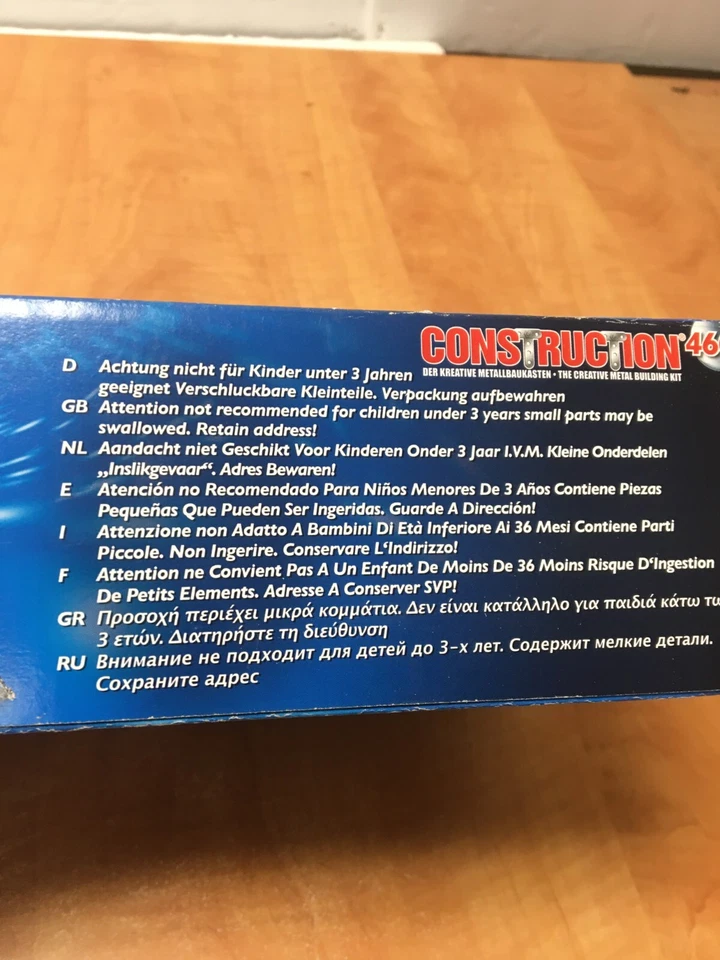 CONSTRUCTION 46
DER KREATIVE METALLBAUKASTEN • THE CREATIVE METAL BUILDING KIT
D Achtung nicht für Kinder unter 3 Jahren
geeignet Verschluckbare Kleinteile. Verpackung aufbewahren
GB Attention not recommended for children under 3 years small parts may be
swallowed. Retain address!
NL Aandacht niet Geschikt Voor Kinderen Onder 3 Jaar I.V.M. Kleine Onderdelen
„Inslikgevaar“. Adres Bewaren!
E Atención no Recomendado Para Niños Menores De 3 Años Contiene Piezas
Pequeñas Que Pueden Ser Ingeridas. Guarde A Dirección!
I Attenzione non Adatto A Bambini Di Età Inferiore Ai 36 Mesi Contiene Parti
Piccole. Non Ingerire. Conservare L‘Indirizzo!
F Attention ne Convient Pas A Un Enfant De Moins De 36 Moins Risque D‘Ingestion
De Petits Elements. Adresse A Conserver SVP!
GR Προσοχή περιέχει μικρά κομμάτια. Δεν είναι κατάλληλο για παιδιά κάτω
3 ετών. Διατηρήστε τη διεύθυνση
RU Внимание не подходит для детей до 3-х лет. Содержит мелкие детали.
Сохраните адрес